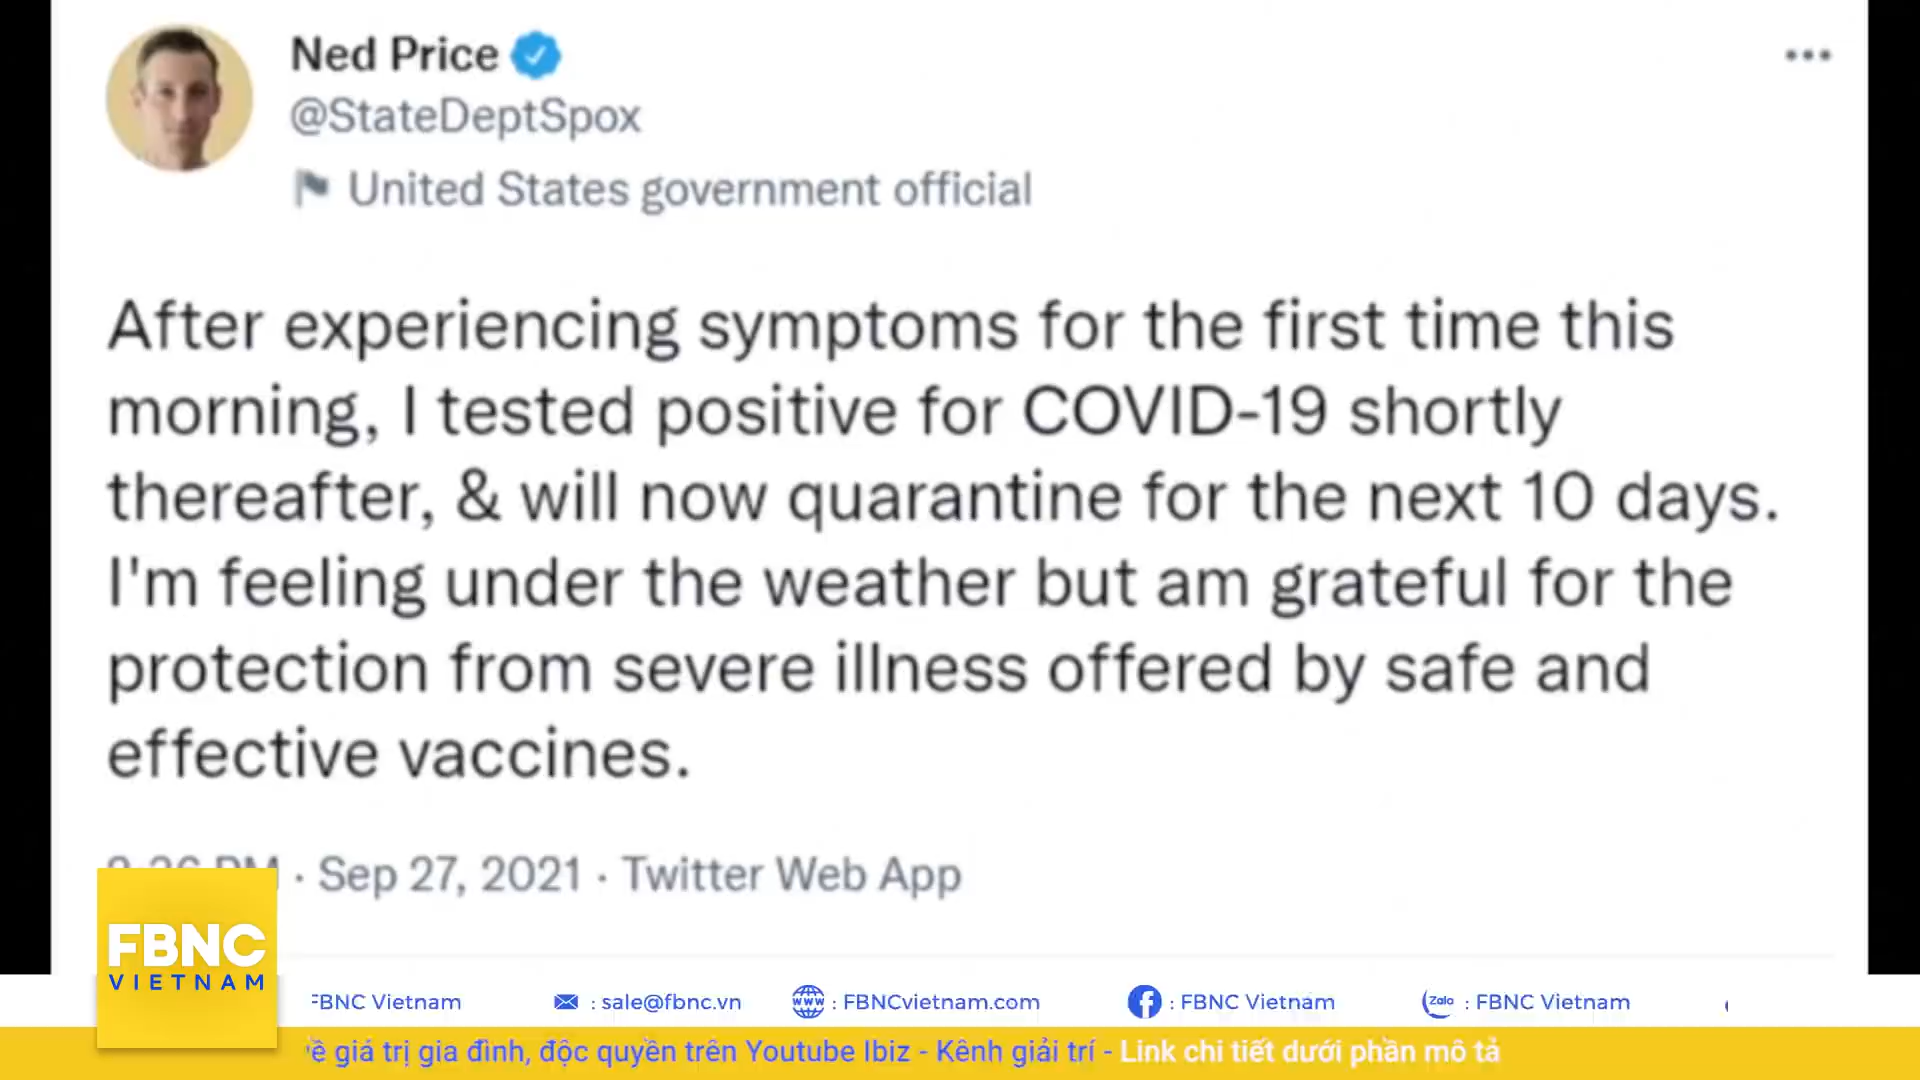 Ned Price
@StateDeptSpox
United States government official
After experiencing symptoms for the first time this
morning, I tested positive for COVID-19 shortly
thereafter, & will now quarantine for the next 10 days.
I'm feeling under the weather but am grateful for the
protection from severe illness offered by safe and
effective vaccines.
· Sep 27, 2021 · Twitter Web App
FBNC
VIETNAM
FBNC Vietnam : sale@fbnc.vn www : FBNCvietnam.com : FBNC Vietnam Zalo : FBNC Vietnam
giá trị gia đình, độc quyền trên Youtube Ibiz - Kênh giải trí - Link chi tiết dưới phần mô tả